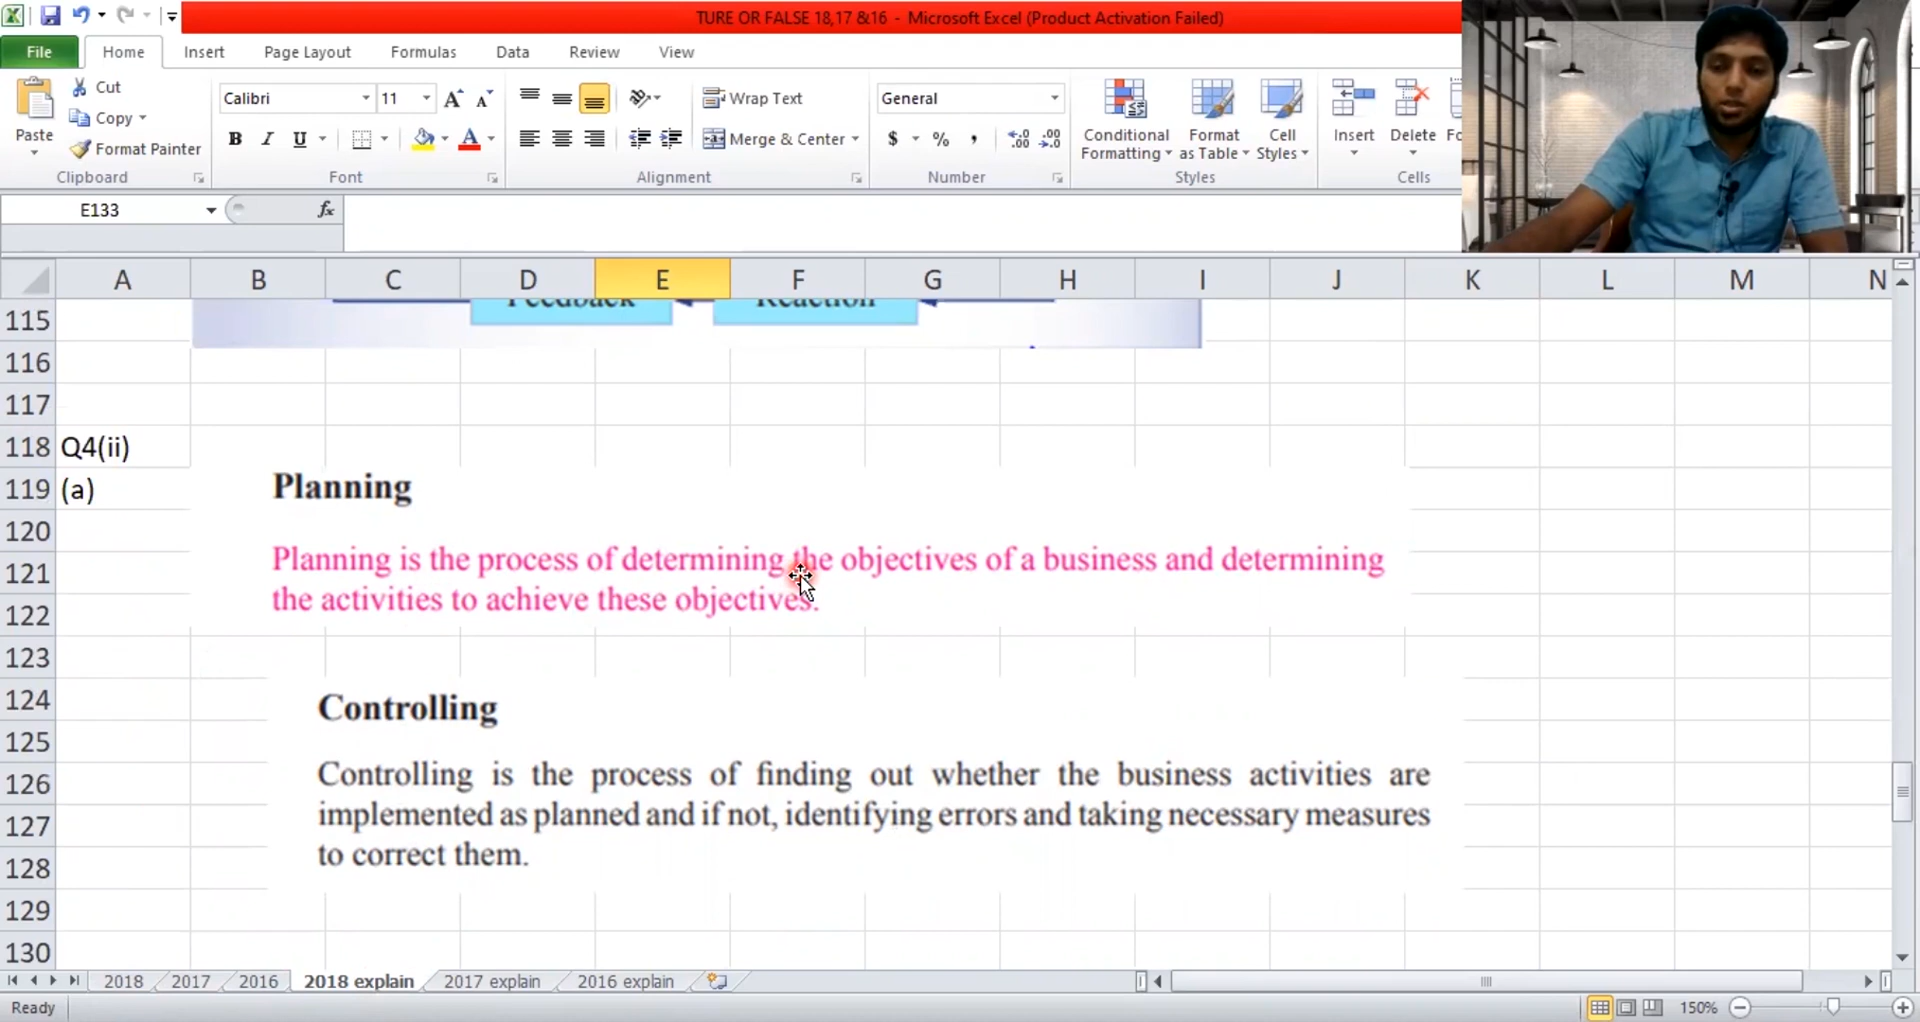 TURE OR FALSE 18,17 &16 - Microsoft Excel (Product Activation Failed)
File Home Insert Page Layout Formulas Data Review View
Paste
Cut
Copy
Format Painter
Calibri 11
B I U
Wrap Text
Merge & Center
General
$ % ,
Conditional Formatting
Format as Table
Cell Styles
Insert
Delete
Clipboard Font Alignment Number Styles Cells
E133 fx
A B C D E F G H I J K L M N
115 Feedback Reaction
116
117
118 Q4(ii)
119 (a) Planning
120
121 Planning is the process of determining the objectives of a business and determining
122 the activities to achieve these objectives.
123
124 Controlling
125
126 Controlling is the process of finding out whether the business activities are
127 implemented as planned and if not, identifying errors and taking necessary measures
128 to correct them.
129
130
2018 2017 2016 2018 explain 2017 explain 2016 explain
Ready 150%